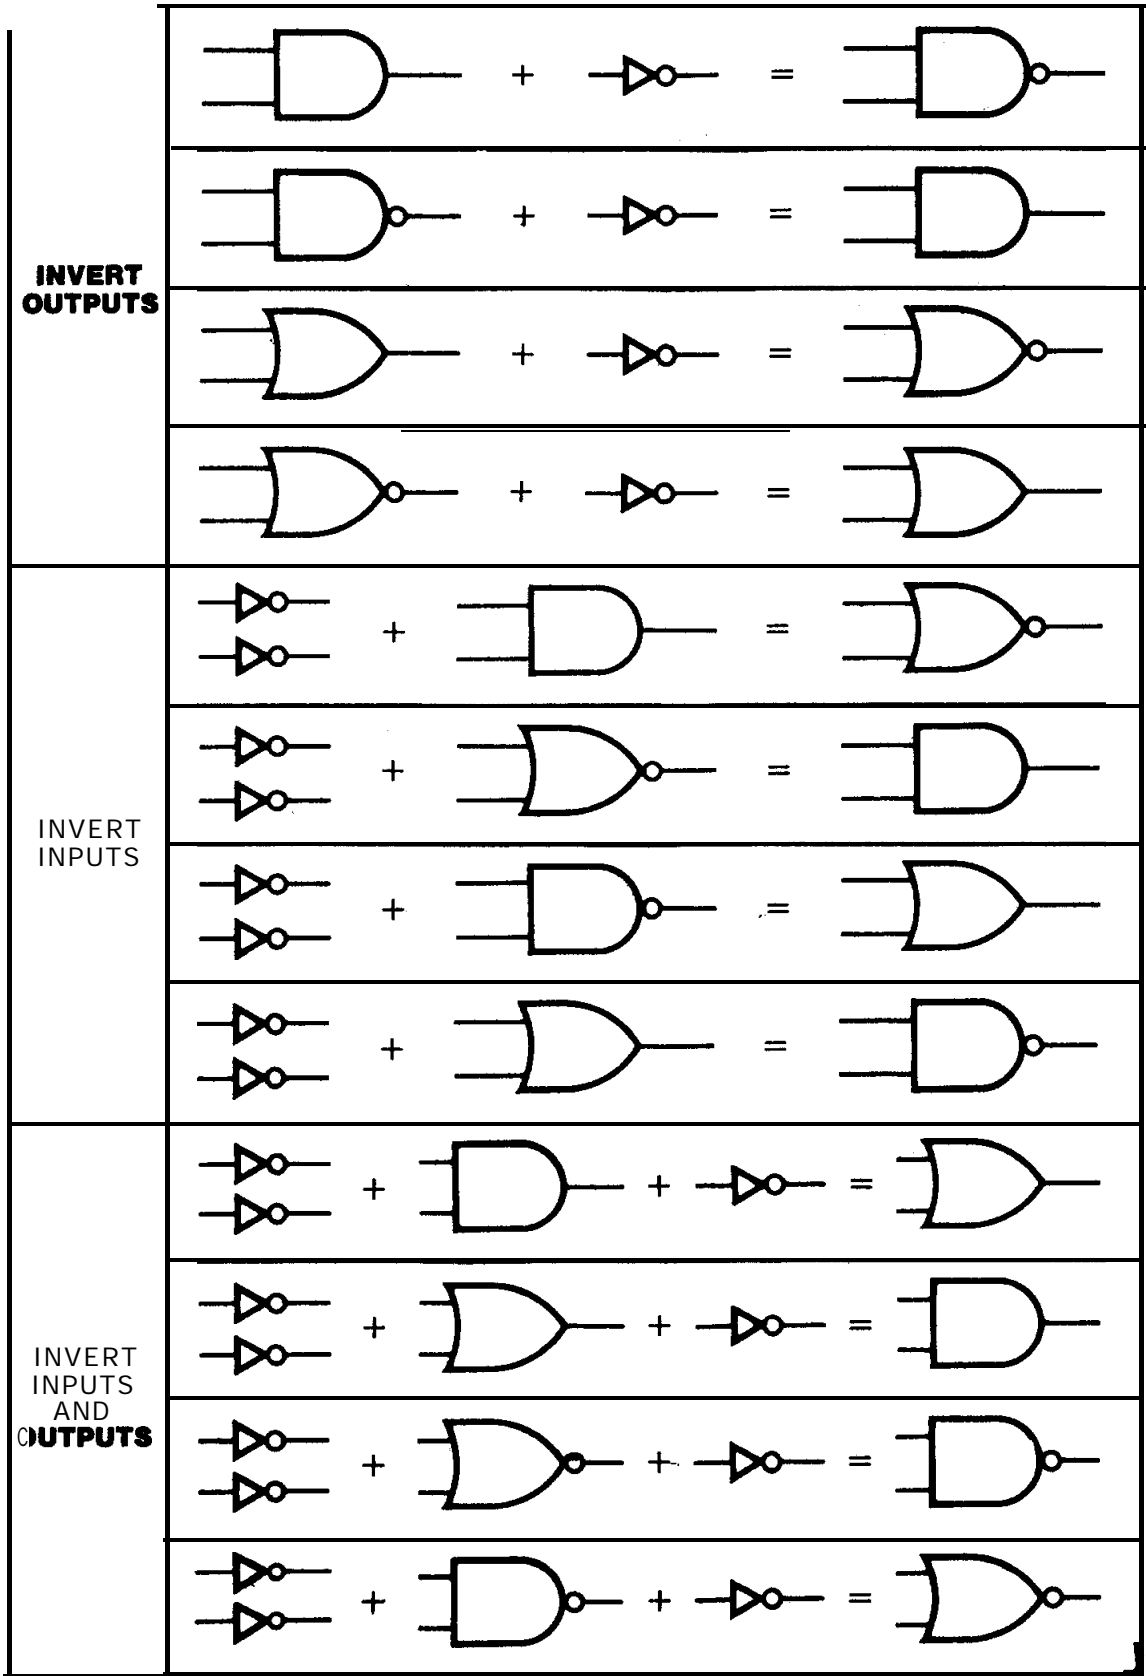 INVERT
OUTPUTS
+ =
+ =
+ =
+ =
INVERT
INPUTS
+ =
+ =
+ =
+ =
INVERT
INPUTS
AND
OUTPUTS
+ + =
+ + =
+ + =
+ + =